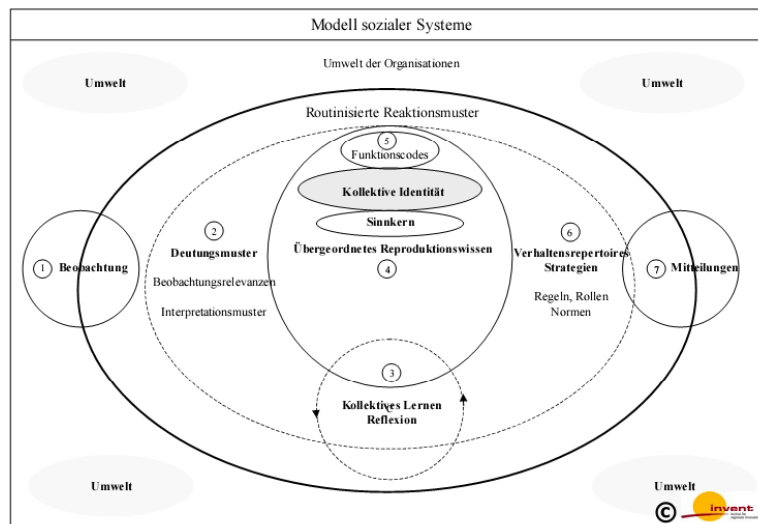 Modell sozialer Systeme
Umwelt der Organisationen
Umwelt
Umwelt
Routinisierte Reaktionsmuster
5
Funktionscodes
Kollektive Identität
Sinnkern
Übergeordnetes Reproduktionswissen
4
1 Beobachtung
2
Deutungsmuster
Beobachtungsrelevanzen
Interpretationsmuster
6
Verhaltensrepertoires
Strategien
Regeln, Rollen
Normen
7 Mitteilungen
3
Kollektives Lernen
Reflexion
Umwelt
Umwelt
© invent